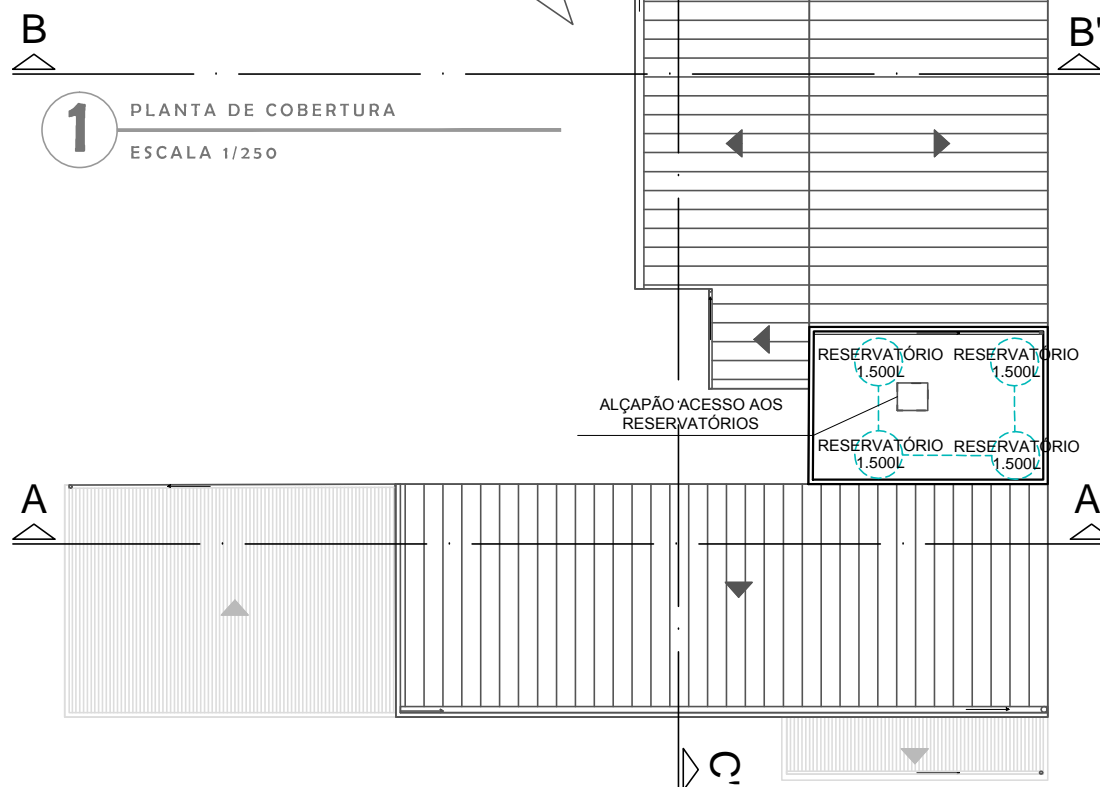 B
B'
1
PLANTA DE COBERTURA
ESCALA 1/250
RESERVATÓRIO
1.500L
RESERVATÓRIO
1.500L
ALÇAPÃO ACESSO AOS
RESERVATÓRIOS
RESERVATÓRIO
1.500L
RESERVATÓRIO
1.500L
A
A
C'